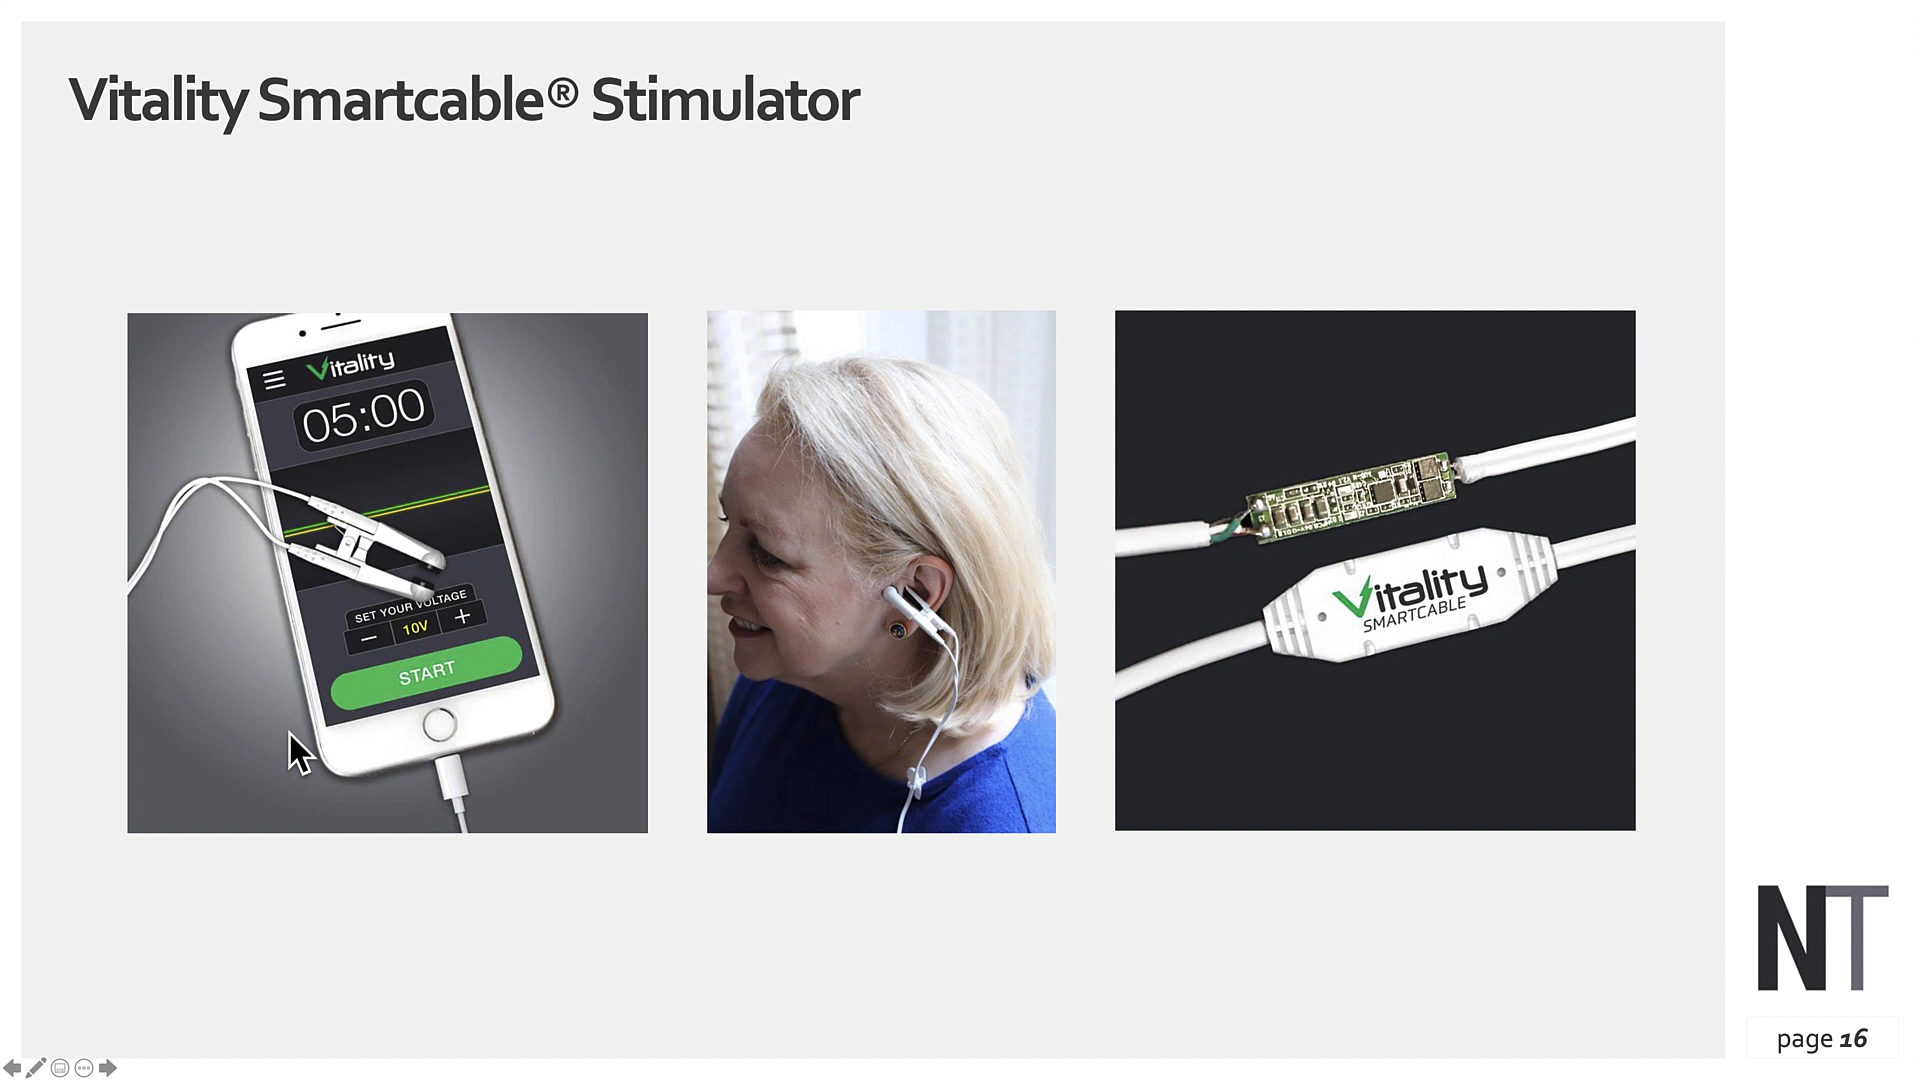 Vitality Smartcable® Stimulator
Vitality
05:00
SET YOUR VOLTAGE
− 10V +
START
Vitality
SMARTCABLE
NT
page 16